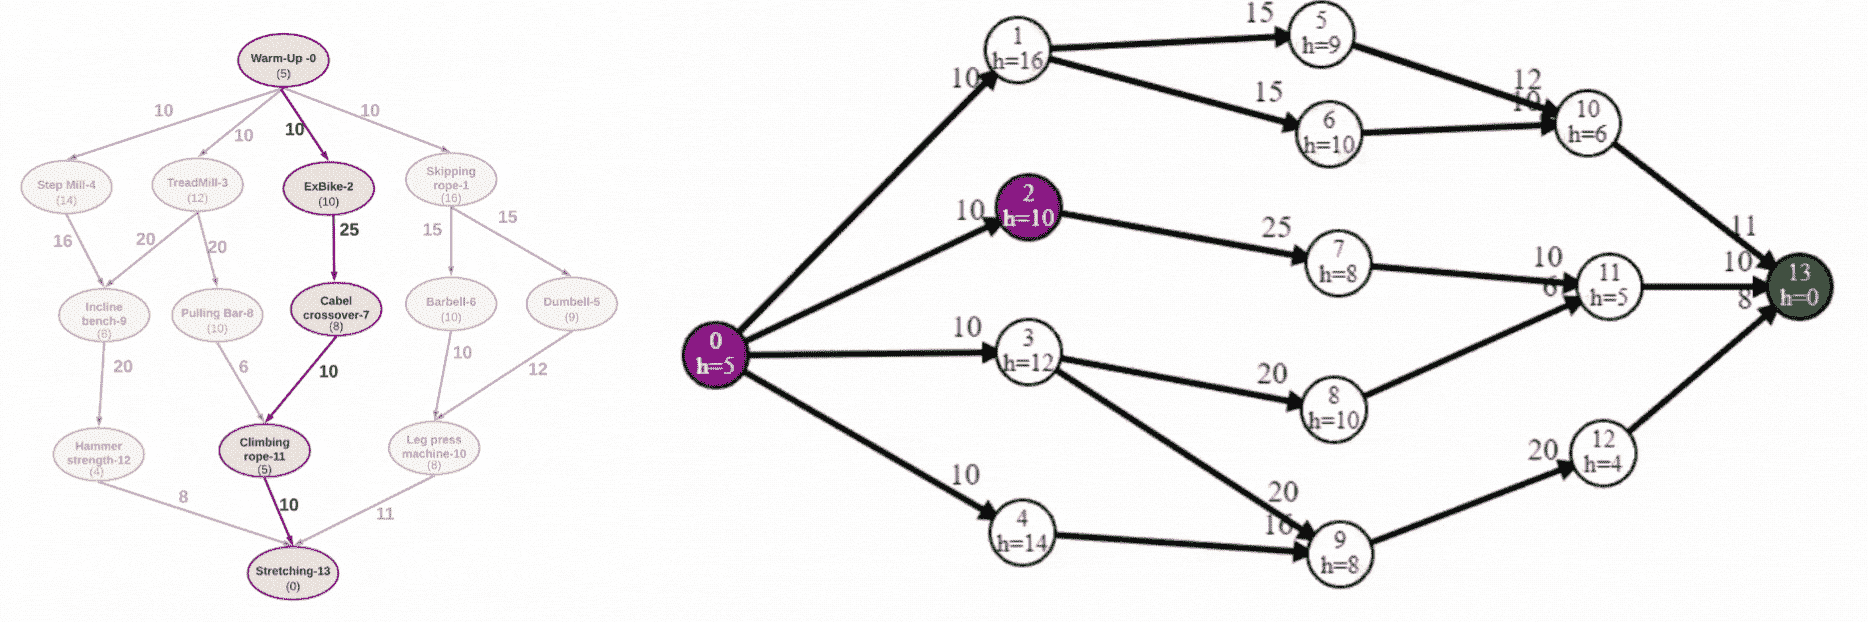 Warm-Up -0
(5)
10
10
10
10
Step Mill-4
(14)
TreadMill-3
(12)
ExBike-2
(10)
Skipping
rope-1
(16)
16
20
20
25
15
15
Incline
bench-9
(8)
Pulling Bar-8
(10)
Cabel
crossover-7
(8)
Barbell-6
(10)
Dumbell-5
(9)
20
6
10
10
12
Hammer
strength-12
(4)
Climbing
rope-11
(5)
Leg press
machine-10
(8)
8
10
11
Stretching-13
(0)
0
h=5
10
10
10
10
1
h=16
2
h=10
3
h=12
4
h=14
15
15
25
20
20
16
5
h=9
6
h=10
7
h=8
8
h=10
9
h=8
12
10
10
6
20
10
h=6
11
h=5
12
h=4
11
10
8
13
h=0